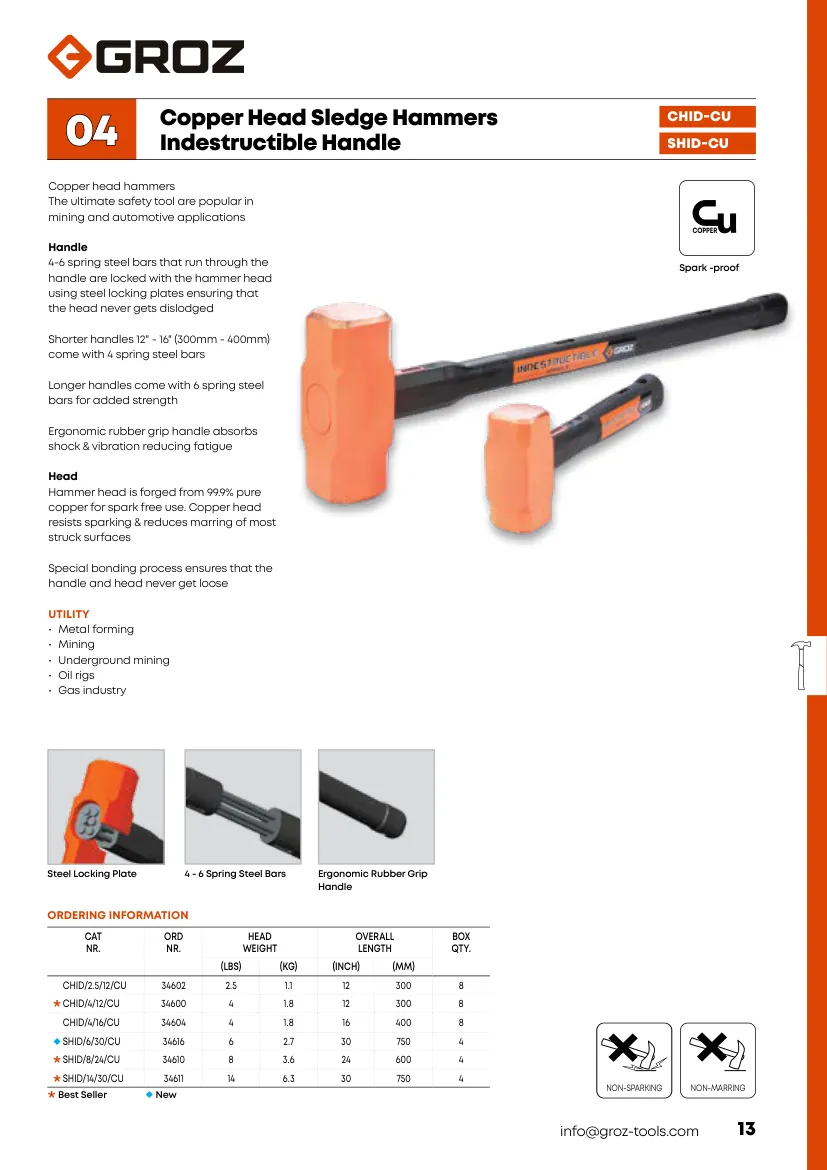 GROZ
04
Copper Head Sledge Hammers
Indestructible Handle
CHID-CU
SHID-CU
Copper head hammers
The ultimate safety tool are popular in
mining and automotive applications
Handle
4-6 spring steel bars that run through the
handle are locked with the hammer head
using steel locking plates ensuring that
the head never gets dislodged
Shorter handles 12" - 16" (300mm - 400mm)
come with 4 spring steel bars
Longer handles come with 6 spring steel
bars for added strength
Ergonomic rubber grip handle absorbs
shock & vibration reducing fatigue
Head
Hammer head is forged from 99.9% pure
copper for spark free use. Copper head
resists sparking & reduces marring of most
struck surfaces
Special bonding process ensures that the
handle and head never get loose
UTILITY
• Metal forming
• Mining
• Underground mining
• Oil rigs
• Gas industry
Cu
COPPER
Spark -proof
INDESTRUCTIBLE
HANDLE
GROZ
Steel Locking Plate
4 - 6 Spring Steel Bars
Ergonomic Rubber Grip
Handle
ORDERING INFORMATION
CAT NR. ORD NR. HEAD WEIGHT OVERALL LENGTH BOX QTY.
(LBS) (KG) (INCH) (MM)
CHID/2.5/12/CU 34602 2.5 1.1 12 300 8
* CHID/4/12/CU 34600 4 1.8 12 300 8
CHID/4/16/CU 34604 4 1.8 16 400 8
◆ SHID/6/30/CU 34616 6 2.7 30 750 4
* SHID/8/24/CU 34610 8 3.6 24 600 4
* SHID/14/30/CU 34611 14 6.3 30 750 4
* Best Seller ◆ New
NON-SPARKING
NON-MARRING
info@groz-tools.com 13